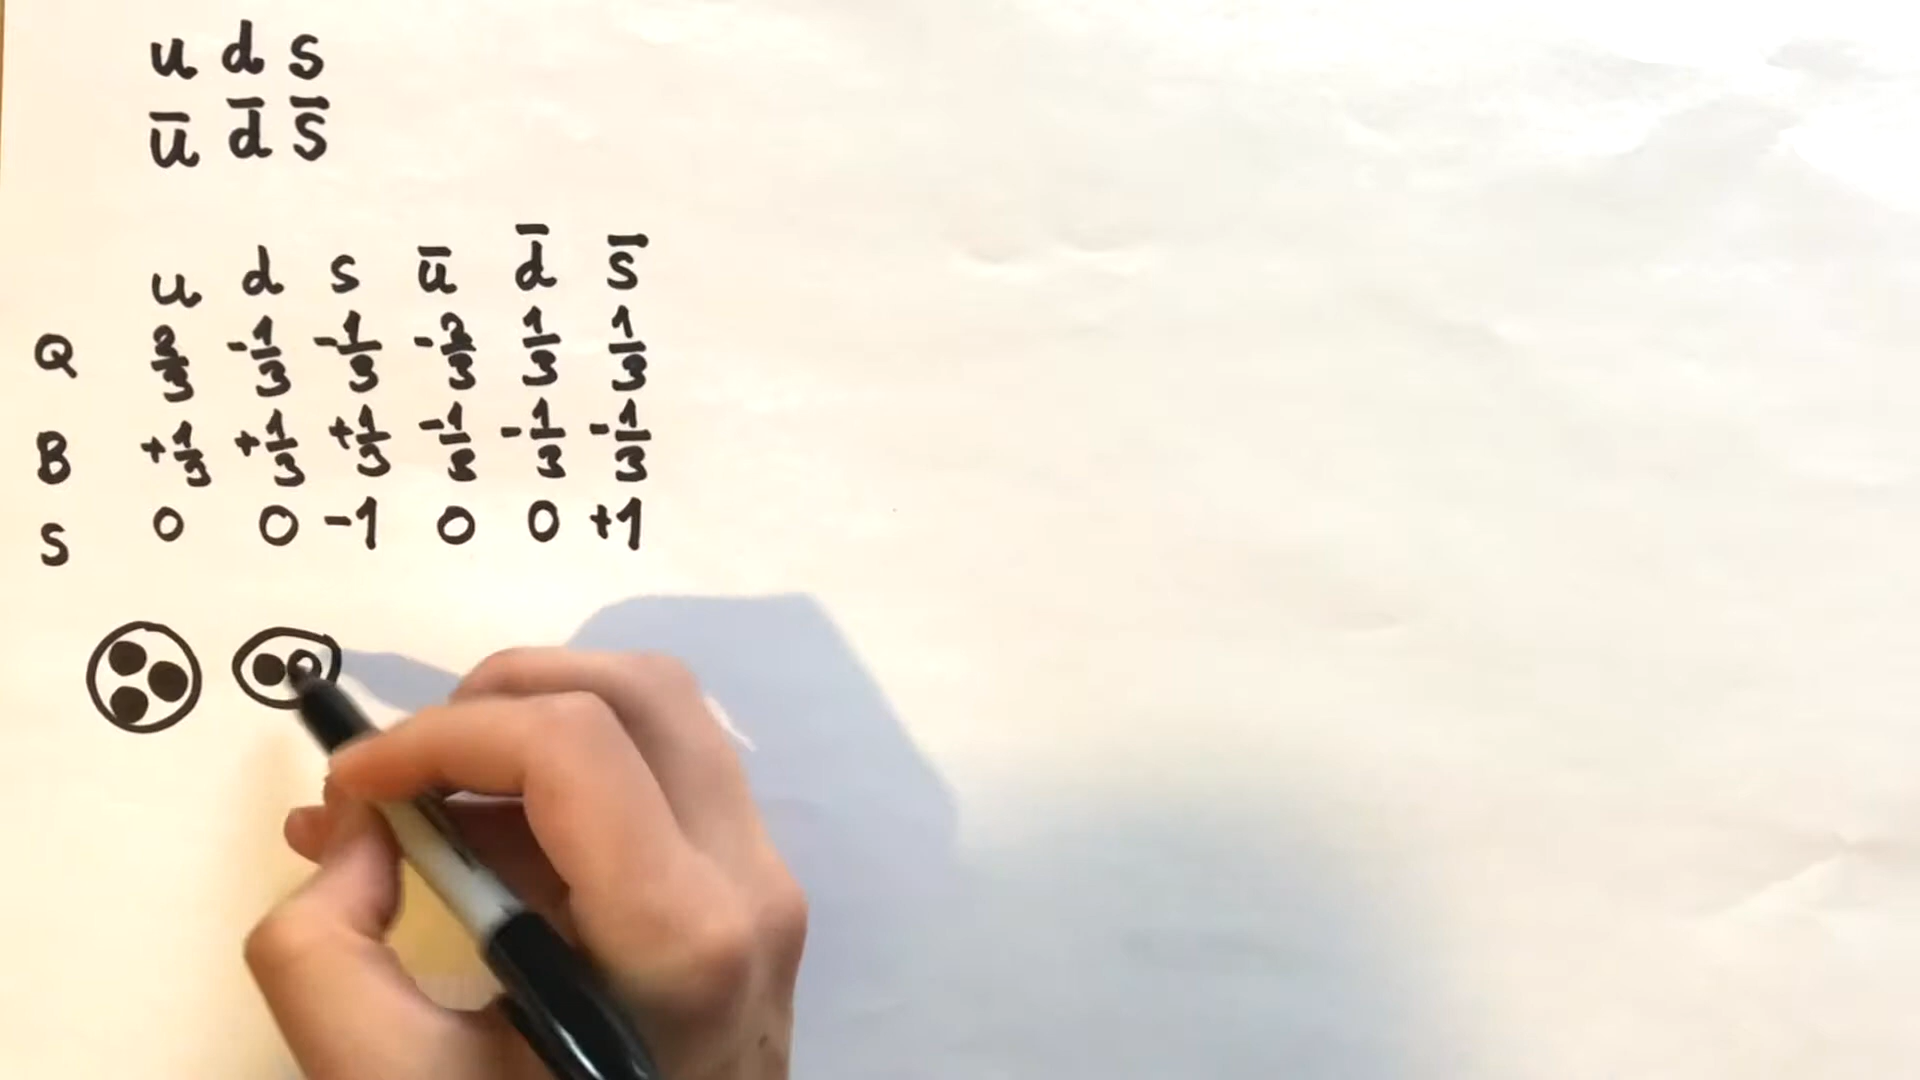 u d s
ū d̄ s̄
u d s ū d̄ s̄
Q 2/3 -1/3 -1/3 -2/3 1/3 1/3
B +1/3 +1/3 +1/3 -1/3 -1/3 -1/3
S 0 0 -1 0 0 +1